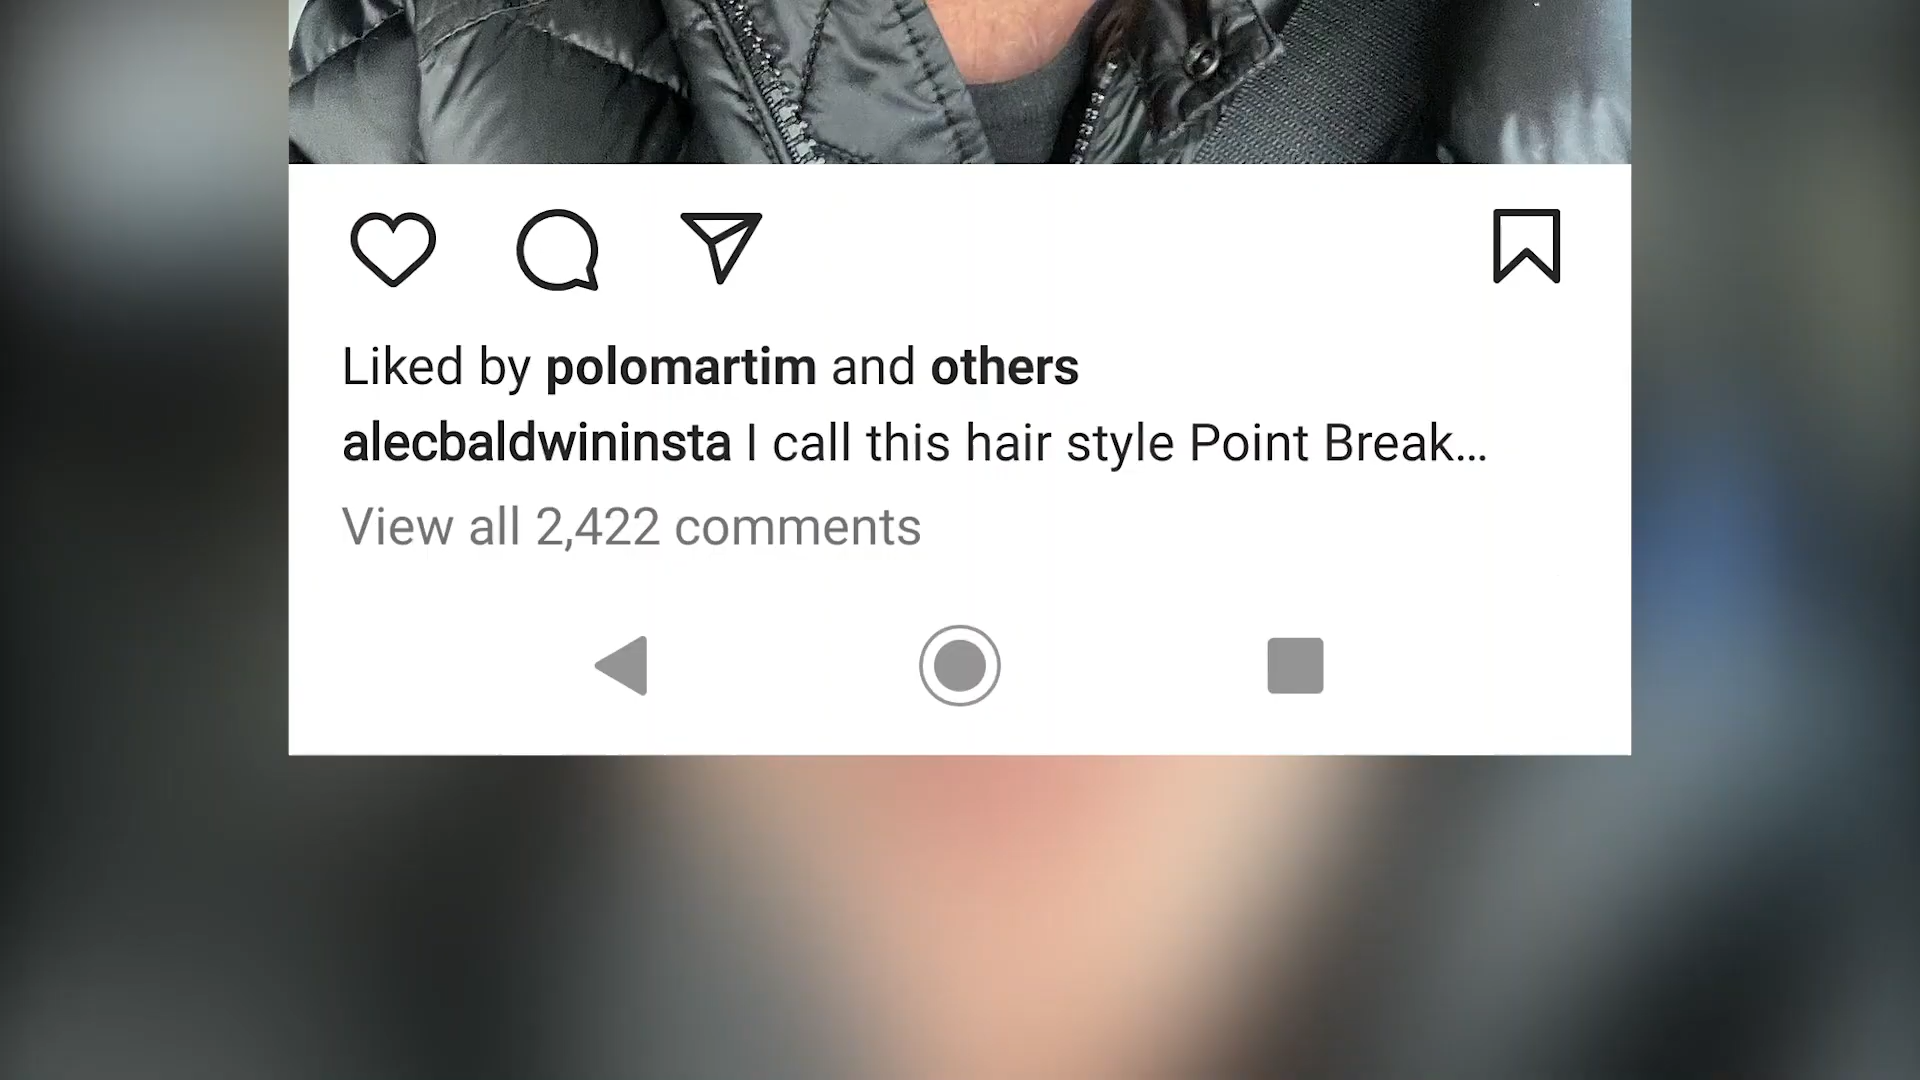 Liked by polomartim and others
alecbaldwininsta I call this hair style Point Break...
View all 2,422 comments